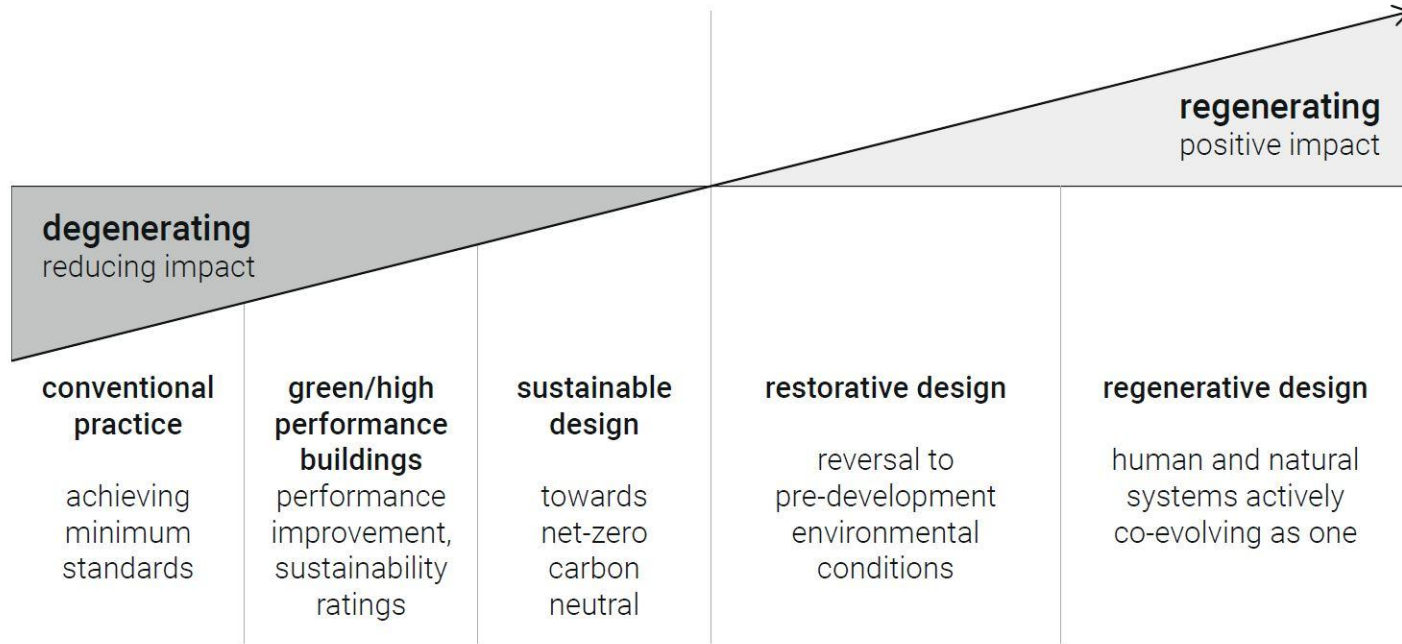 regenerating
positive impact
degenerating
reducing impact
conventional
practice
achieving
minimum
standards
green/high
performance
buildings
performance
improvement,
sustainability
ratings
sustainable
design
towards
net-zero
carbon
neutral
restorative design
reversal to
pre-development
environmental
conditions
regenerative design
human and natural
systems actively
co-evolving as one